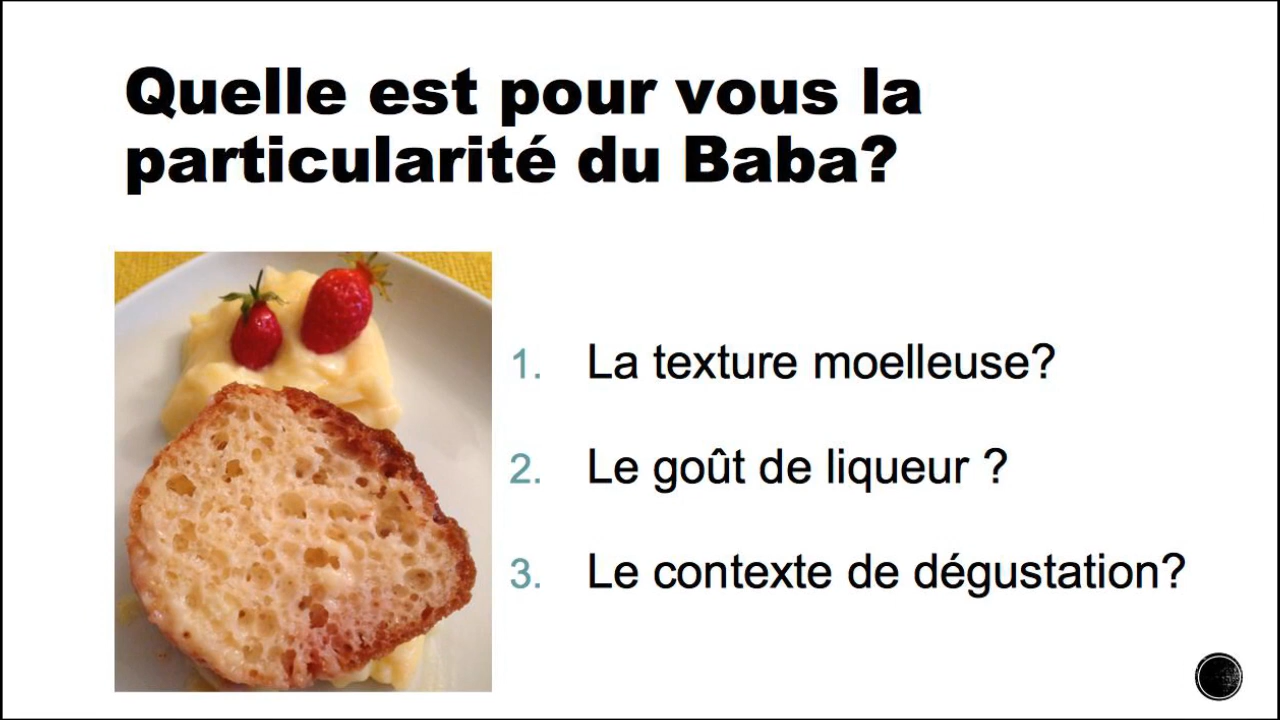 Quelle est pour vous la
particularité du Baba?
1. La texture moelleuse?
2. Le goût de liqueur ?
3. Le contexte de dégustation?